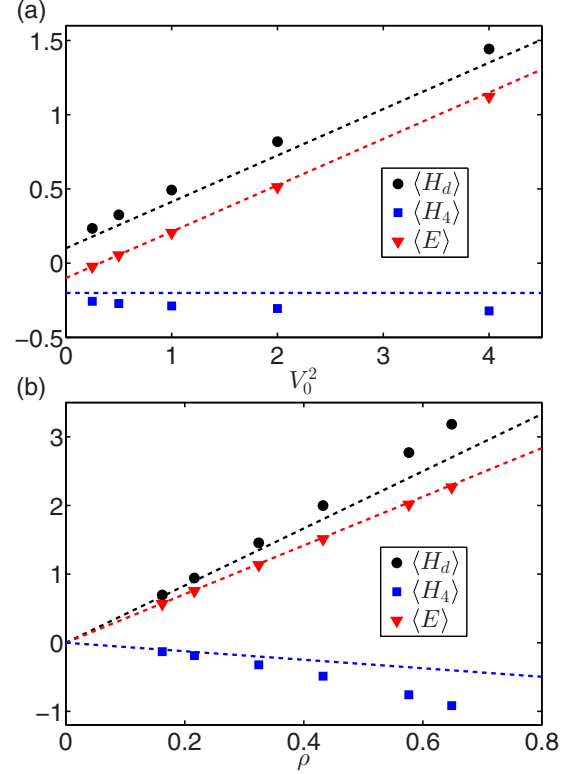 (a)
1.5
1
0.5
0
−0.5
⟨H_d⟩
⟨H_4⟩
⟨E⟩
0 1 2 3 4
V_0^2
(b)
3
2
1
0
−1
⟨H_d⟩
⟨H_4⟩
⟨E⟩
0 0.2 0.4 0.6 0.8
ρ